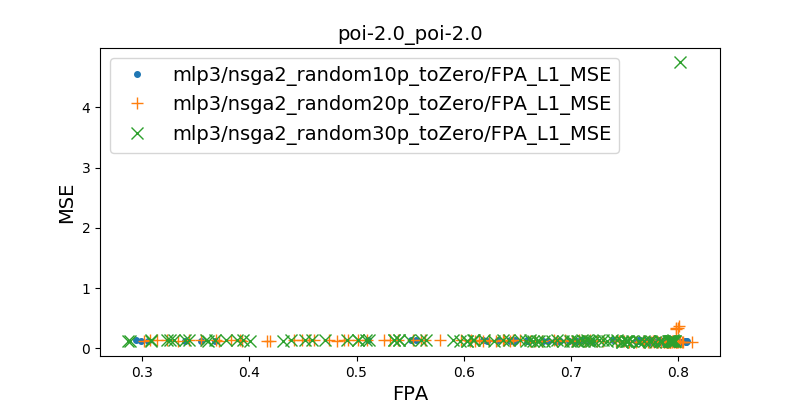 poi-2.0_poi-2.0
mlp3/nsga2_random10p_toZero/FPA_L1_MSE
mlp3/nsga2_random20p_toZero/FPA_L1_MSE
mlp3/nsga2_random30p_toZero/FPA_L1_MSE
MSE
4
3
2
1
0
0.3 0.4 0.5 0.6 0.7 0.8
FPA